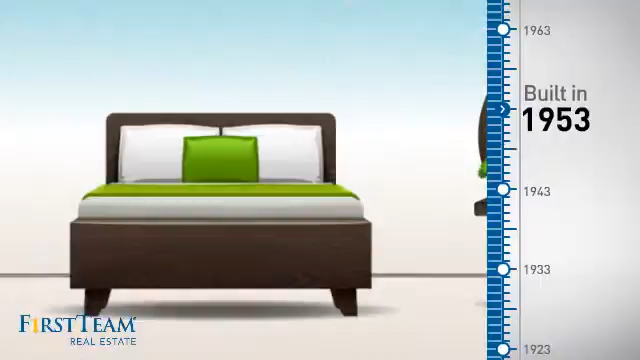 1963
Built in
1953
1943
1933
1923
FIRSTTEAM®
REAL ESTATE